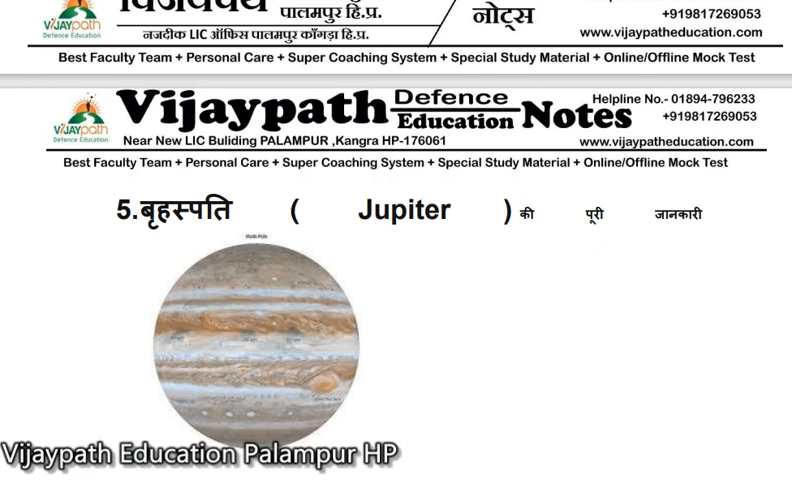 पालमपुर हि.प्र.
नोट्स
+919817269053
VIJAYpath
Defence Education
नजदीक LIC ऑफिस पालमपुर काँगड़ा हि.प्र.
www.vijaypatheducation.com
Best Faculty Team + Personal Care + Super Coaching System + Special Study Material + Online/Offline Mock Test
VIJAYpath
Defence Education
Vijaypath Defence Education Notes
Helpline No.- 01894-796233
+919817269053
Near New LIC Buliding PALAMPUR ,Kangra HP-176061
www.vijaypatheducation.com
Best Faculty Team + Personal Care + Super Coaching System + Special Study Material + Online/Offline Mock Test
5.बृहस्पति ( Jupiter ) की पूरी जानकारी
Vijaypath Education Palampur HP